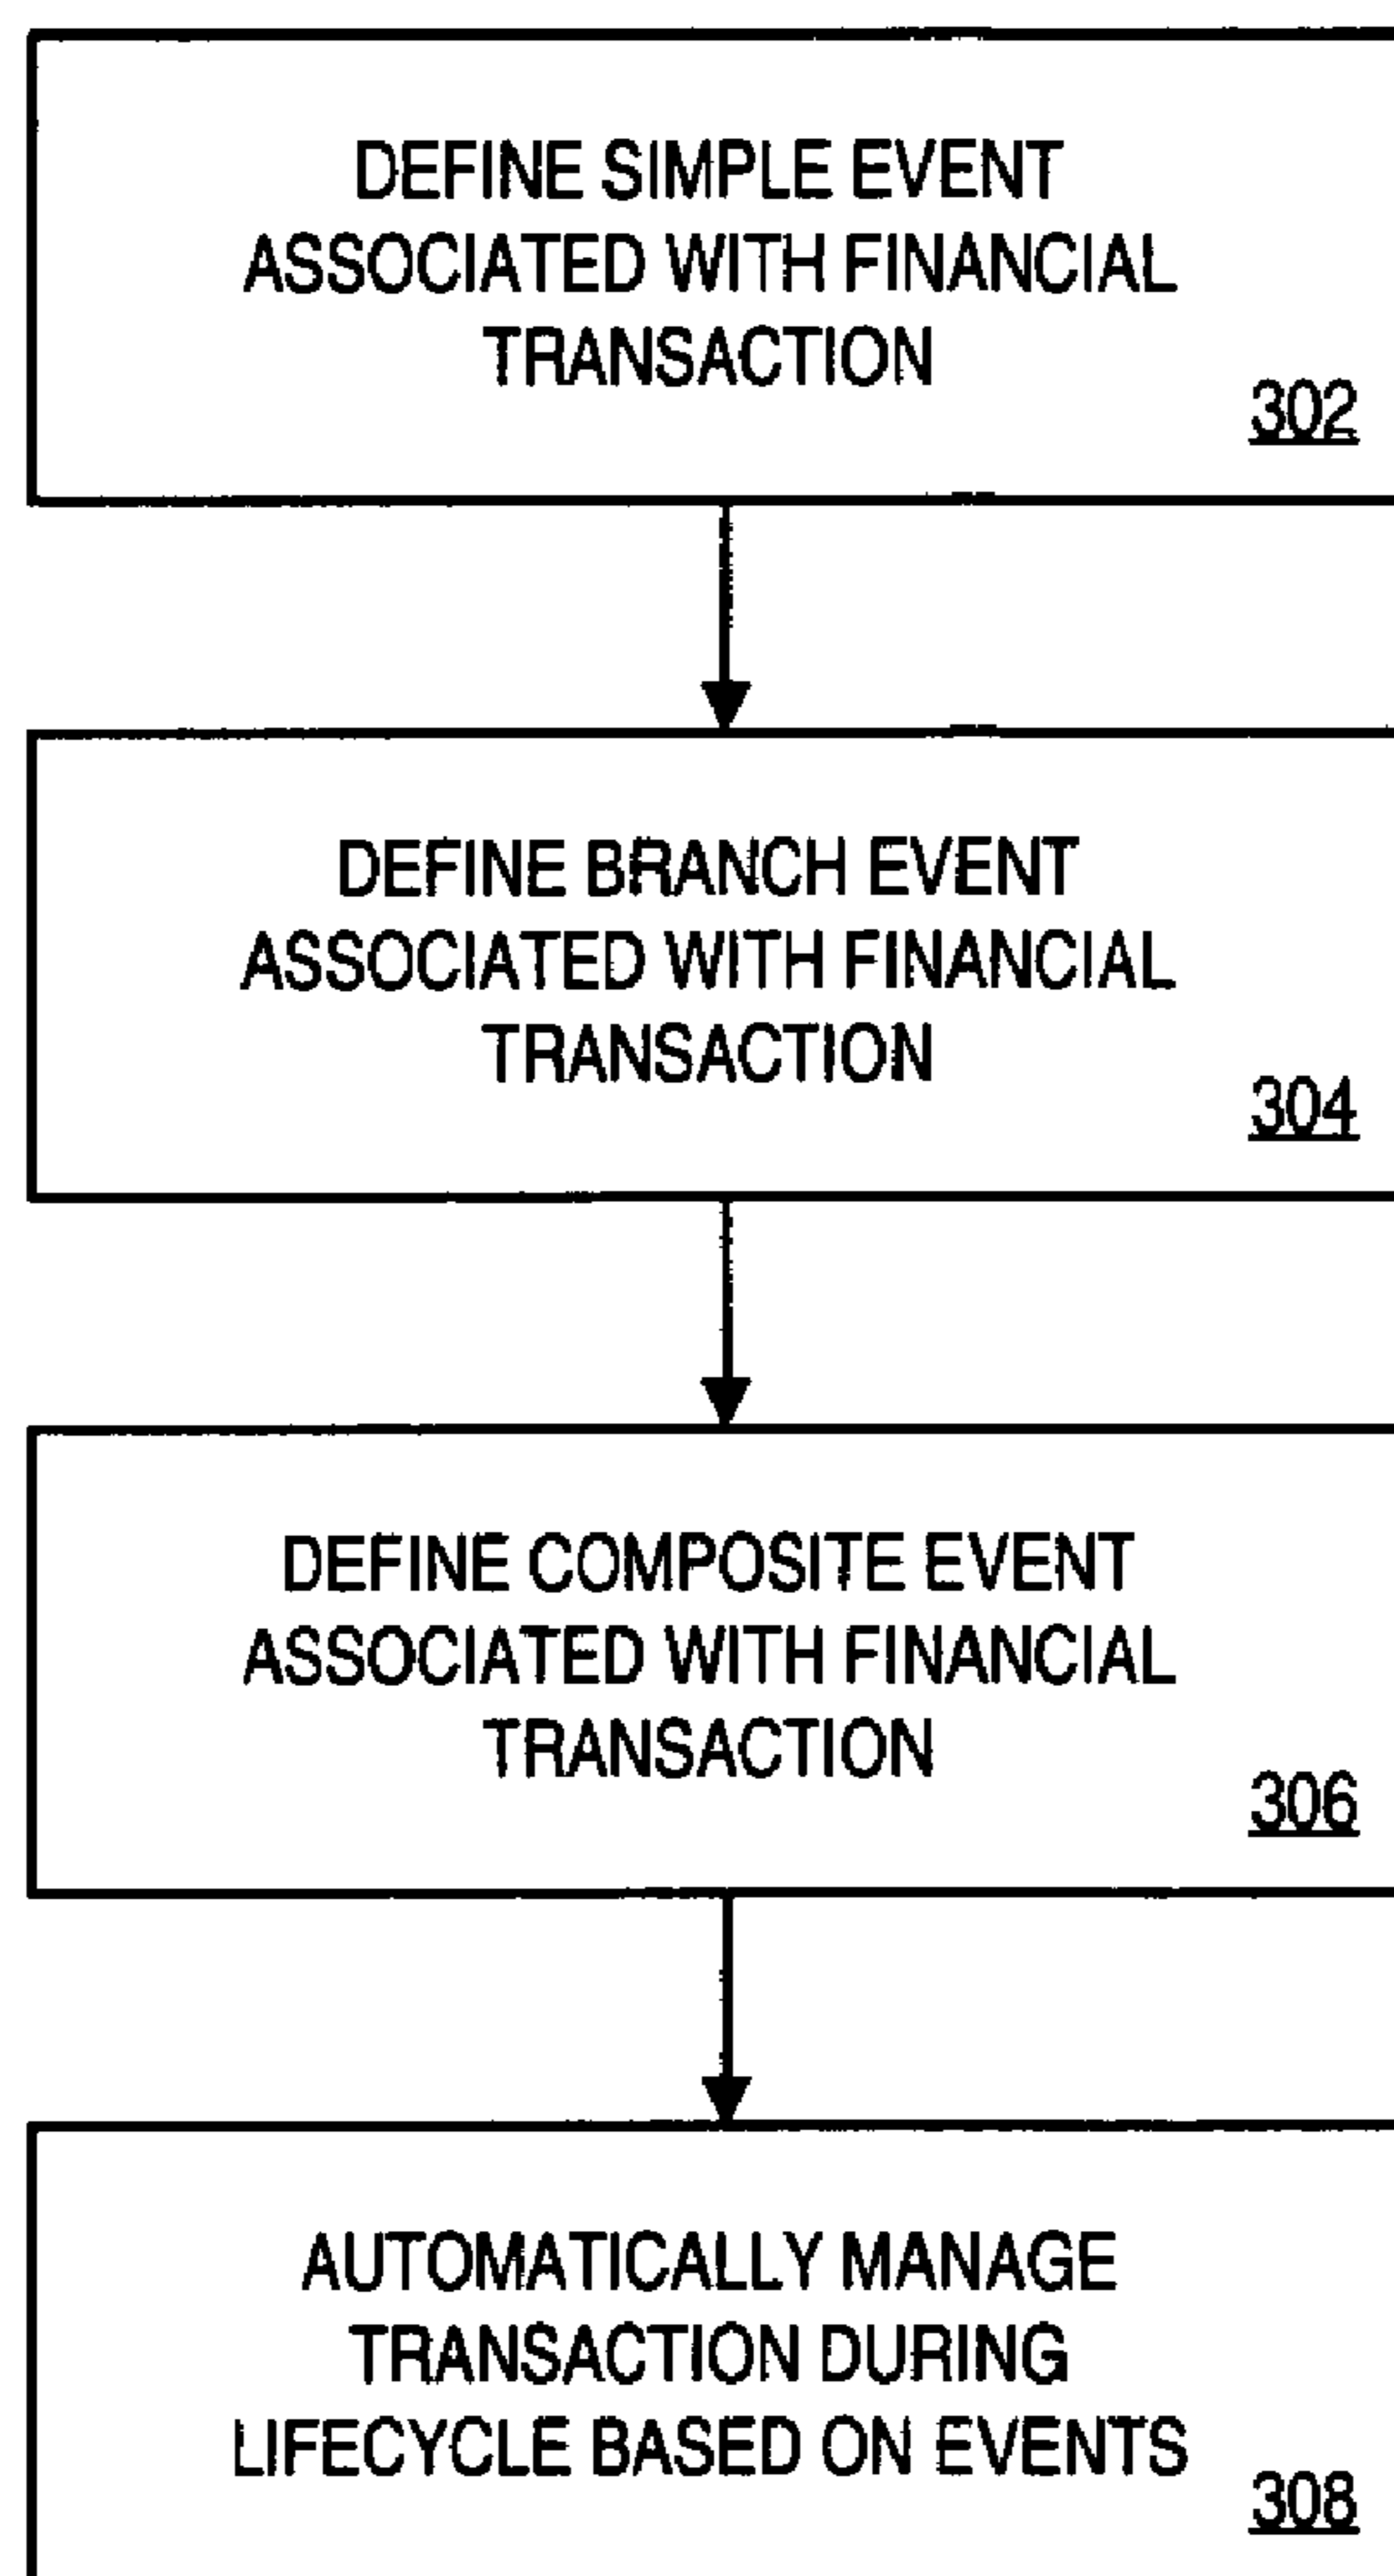 DEFINE SIMPLE EVENT
ASSOCIATED WITH FINANCIAL
TRANSACTION
302
DEFINE BRANCH EVENT
ASSOCIATED WITH FINANCIAL
TRANSACTION
304
DEFINE COMPOSITE EVENT
ASSOCIATED WITH FINANCIAL
TRANSACTION
306
AUTOMATICALLY MANAGE
TRANSACTION DURING
LIFECYCLE BASED ON EVENTS
308